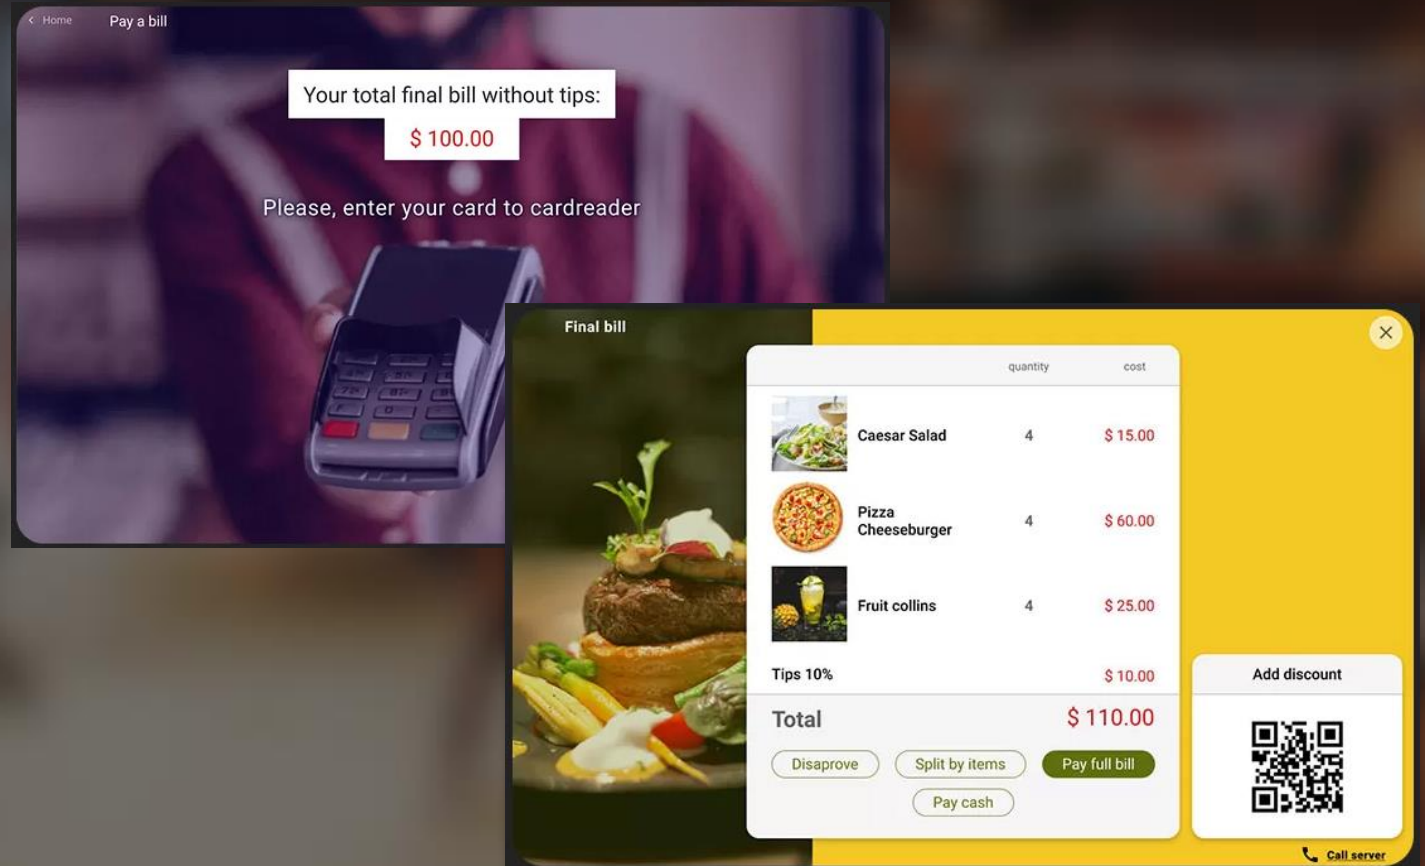 Home
Pay a bill
Your total final bill without tips:
$ 100.00
Please, enter your card to cardreader
Final bill
quantity cost
Caesar Salad 4 $ 15.00
Pizza
Cheeseburger 4 $ 60.00
Fruit collins 4 $ 25.00
Tips 10% $ 10.00
Total $ 110.00
Disaprove Split by items Pay full bill
Pay cash
Add discount
Call server